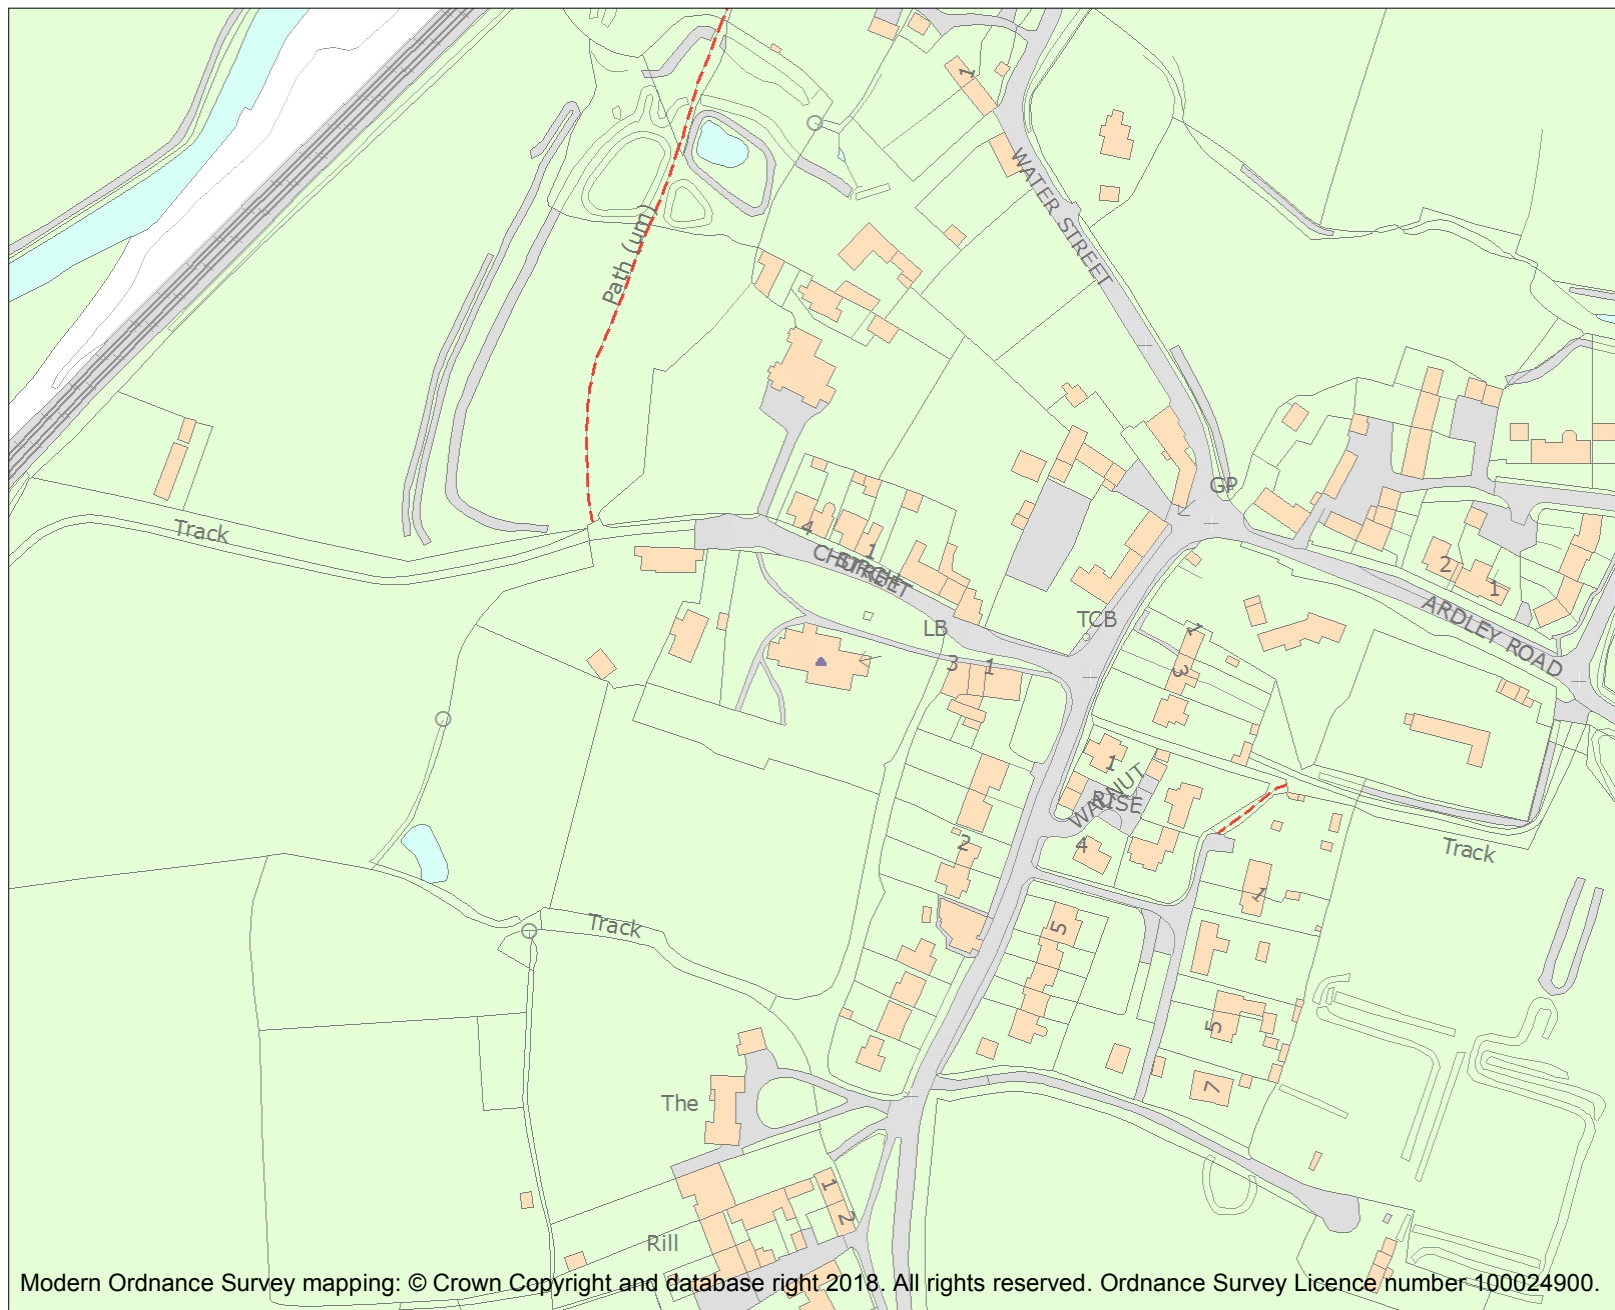 1
WATER STREET
Path (um)
GP
Track
4
1
CHURCH
STREET
2
1
ARDLEY ROAD
TCB
LB
3
1
1
3
1
WALNUT
RISE
4
2
Track
1
5
Track
5
7
The
1
2
Rill
Modern Ordnance Survey mapping: © Crown Copyright and database right 2018. All rights reserved. Ordnance Survey Licence number 100024900.